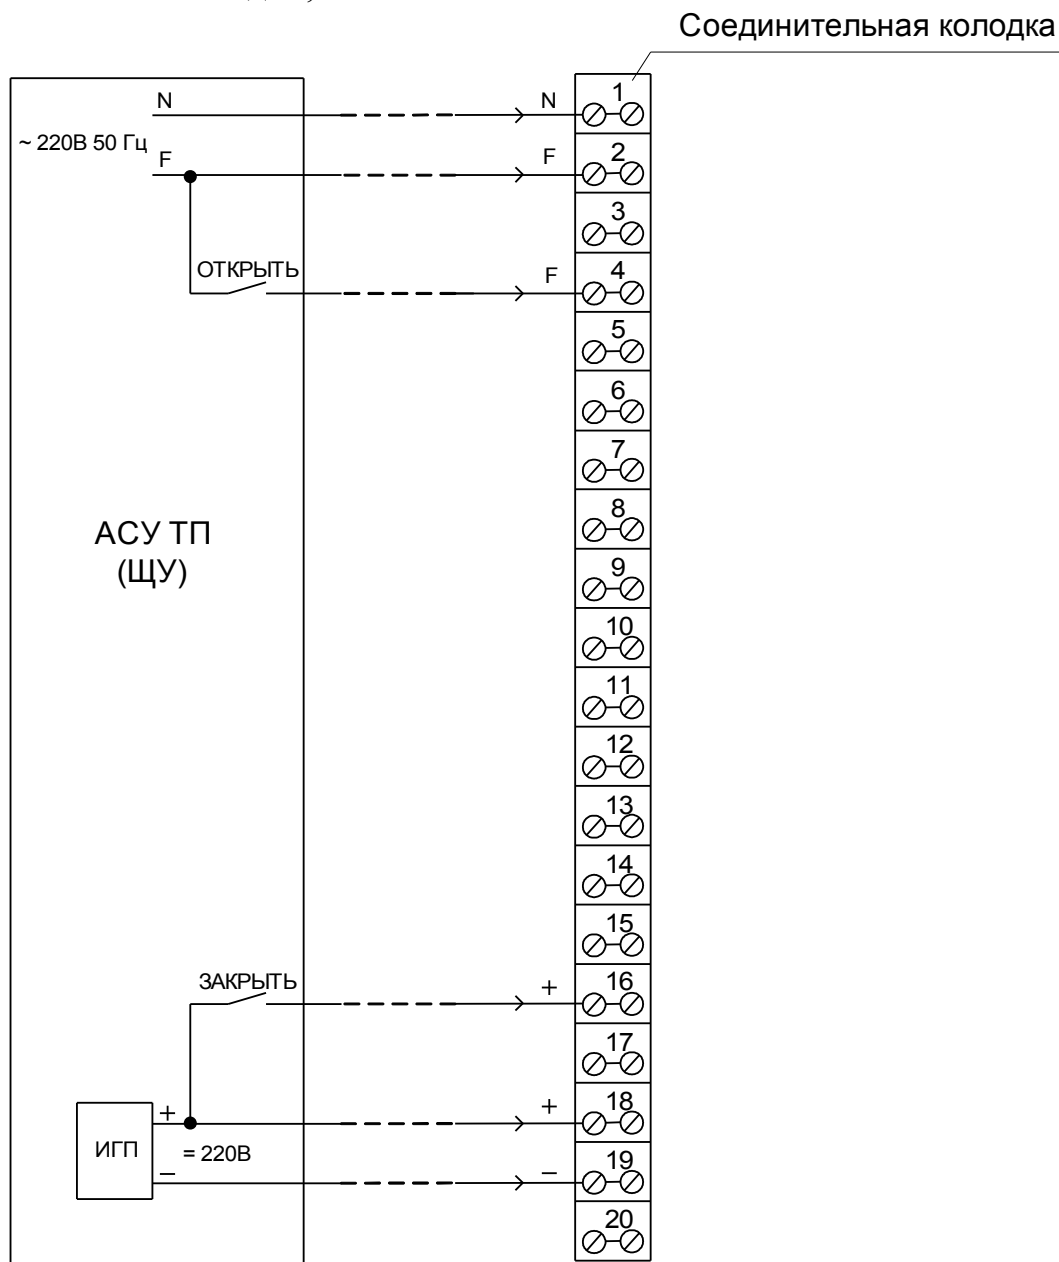 Соединительная колодка
N
N
1
~ 220В 50 Гц
F
F
2
3
ОТКРЫТЬ
F
4
5
6
7
8
АСУ ТП
(ЩУ)
9
10
11
12
13
14
15
ЗАКРЫТЬ
+
16
17
+
+
18
ИГП
= 220В
–
–
19
20